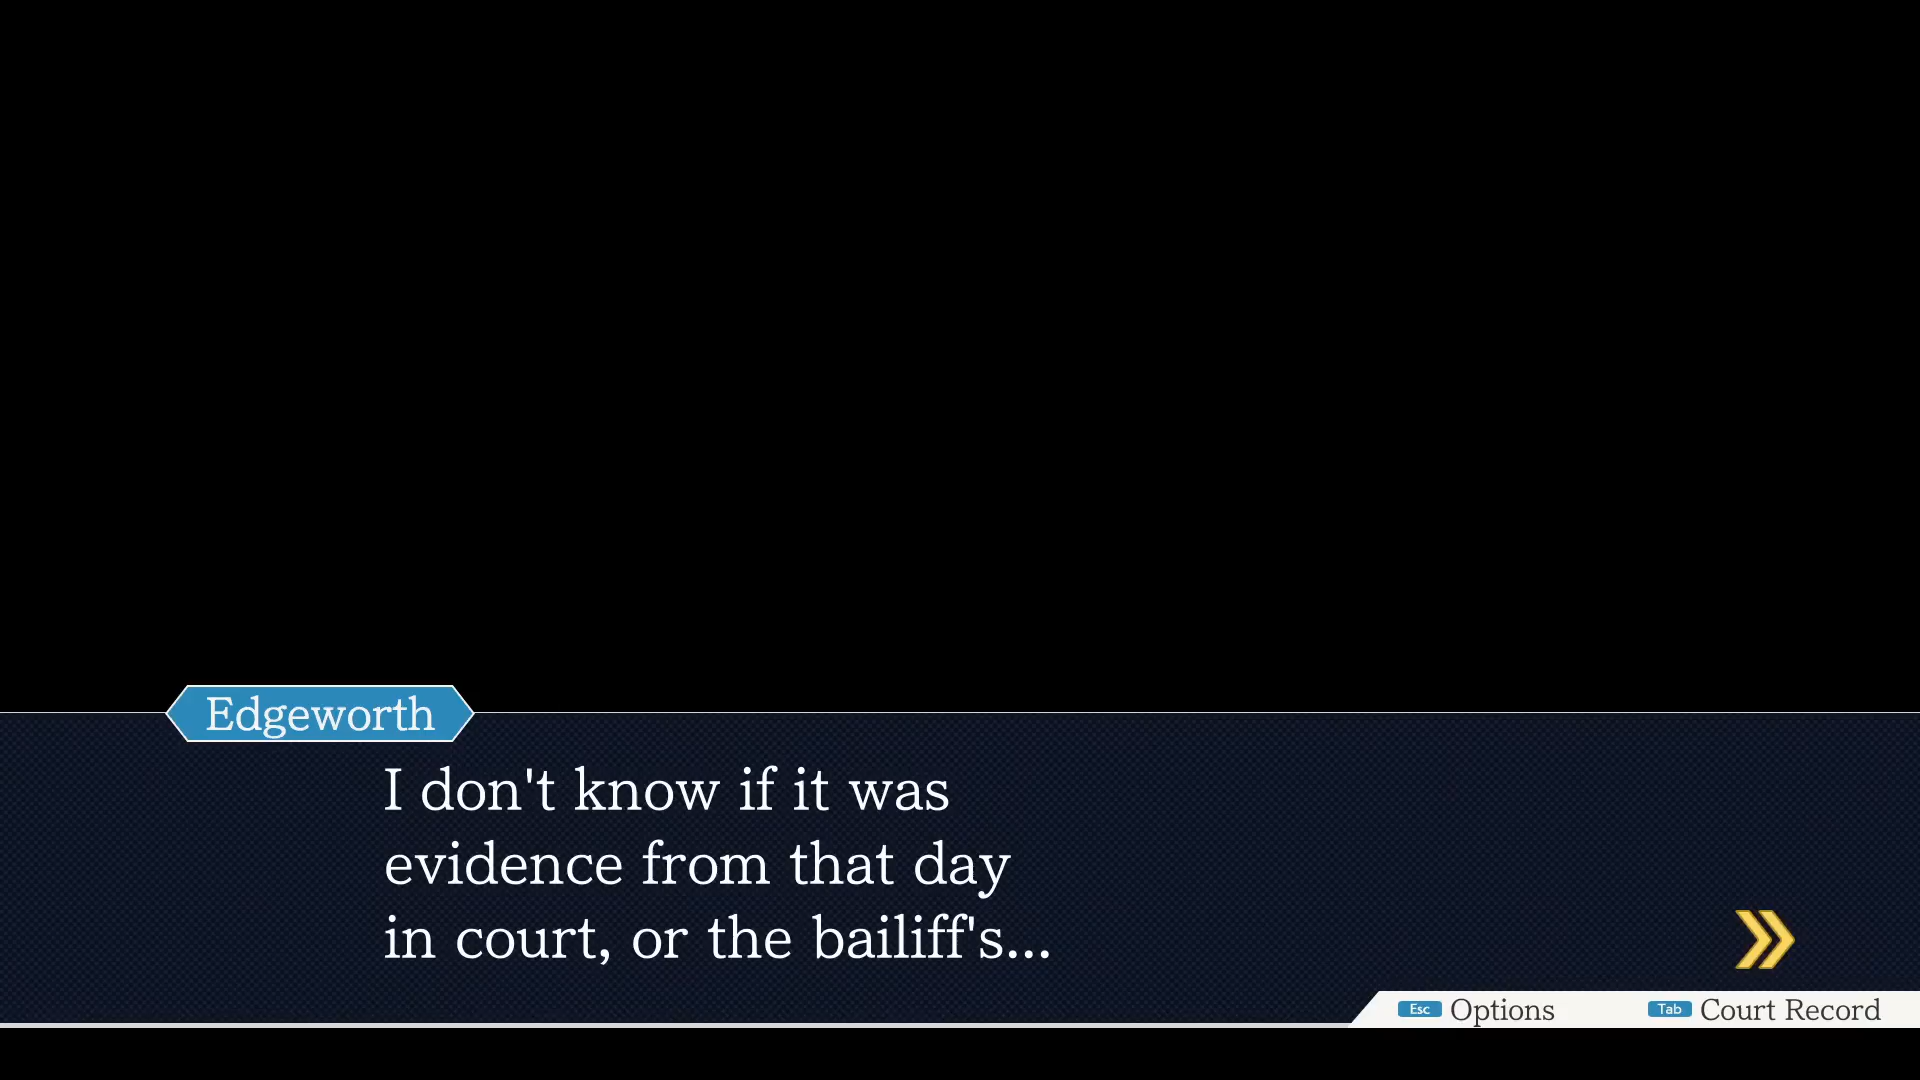 Edgeworth
I don't know if it was
evidence from that day
in court, or the bailiff's...
Esc Options Tab Court Record